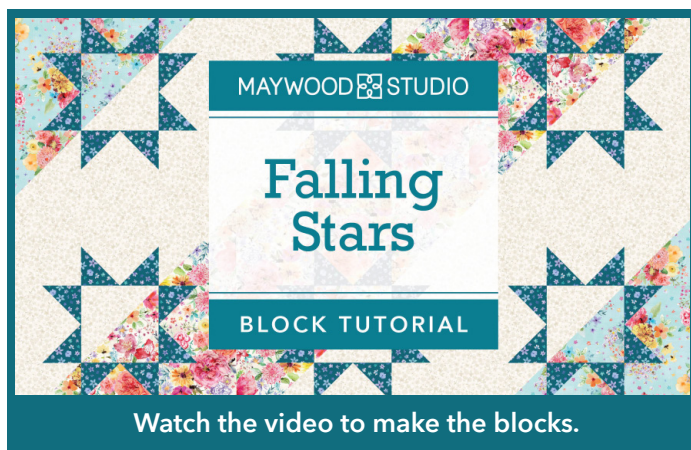 MAYWOOD STUDIO
Falling
Stars
BLOCK TUTORIAL
Watch the video to make the blocks.